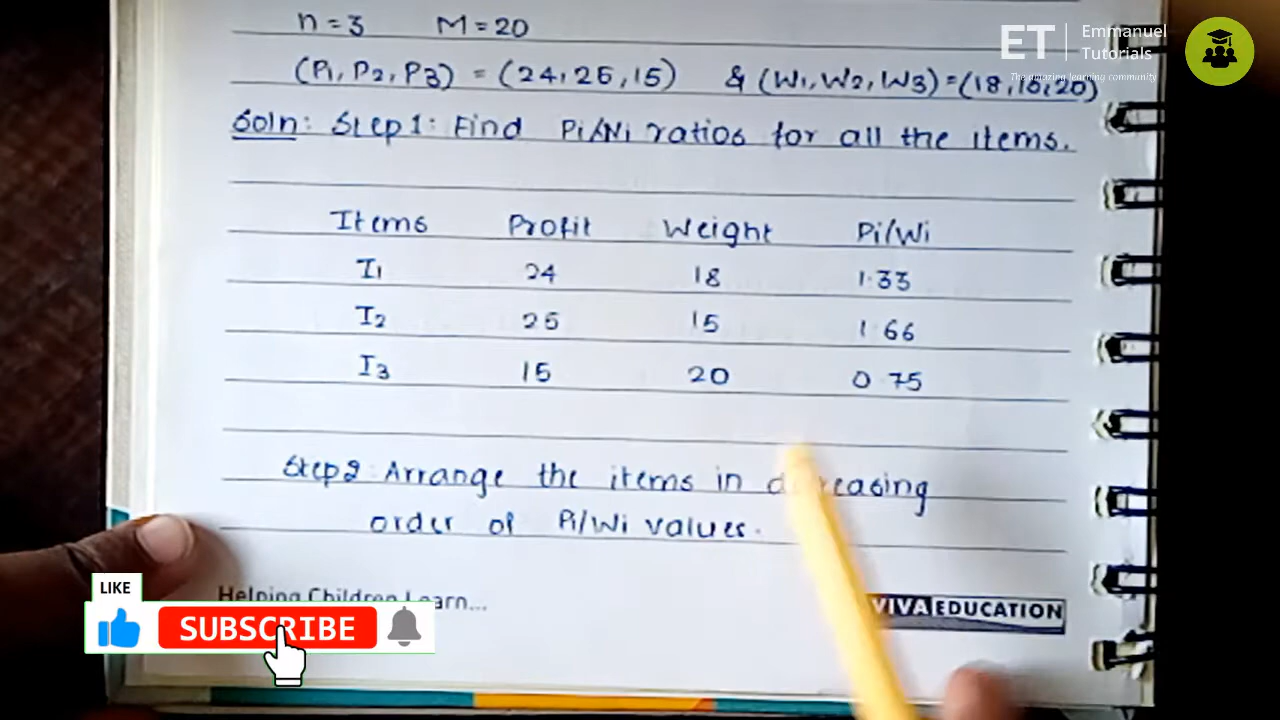 n = 3 M = 20
(P1, P2, P3) = (24, 25, 15) & (W1, W2, W3) = (18, 15, 20)
Soln: Step 1: Find Pi/Wi ratios for all the items.
Items Profit Weight Pi/Wi
I1 24 18 1.33
I2 25 15 1.66
I3 15 20 0.75
Step 2: Arrange the items in decreasing
order of Pi/Wi values.
Helping Children Learn...
VIVA EDUCATION
ET Emmanuel
Tutorials
The amazing learning community
LIKE
SUBSCRIBE